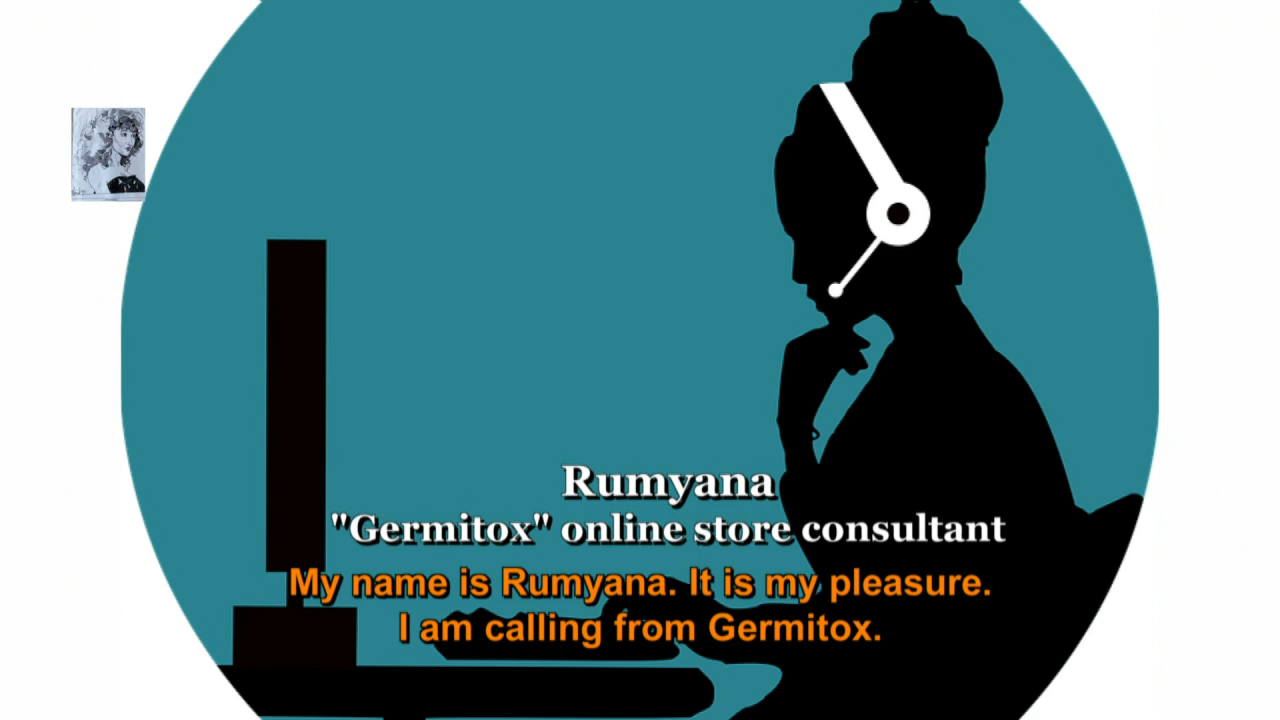 Rumyana
"Germitox" online store consultant
My name is Rumyana. It is my pleasure.
I am calling from Germitox.